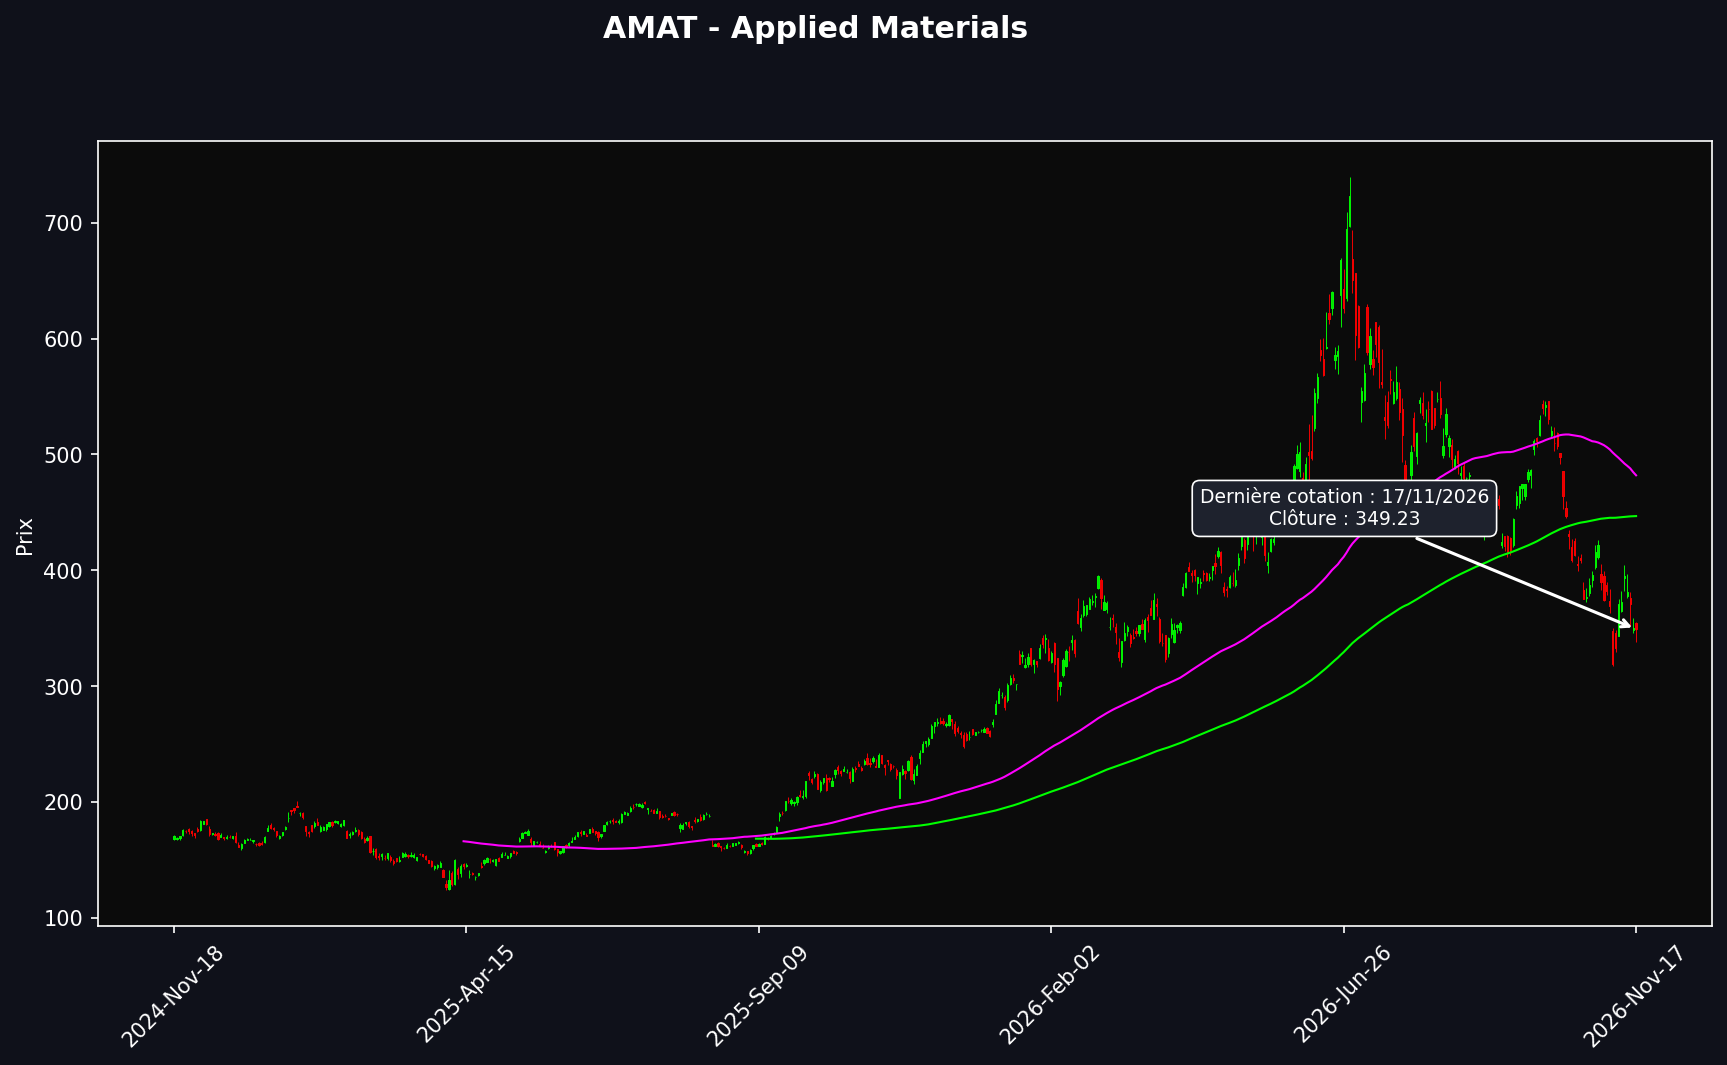 AMAT - Applied Materials
Prix
700
600
500
400
300
200
100
Dernière cotation : 17/11/2026
Clôture : 349.23
2024-Nov-18
2025-Apr-15
2025-Sep-09
2026-Feb-02
2026-Jun-26
2026-Nov-17